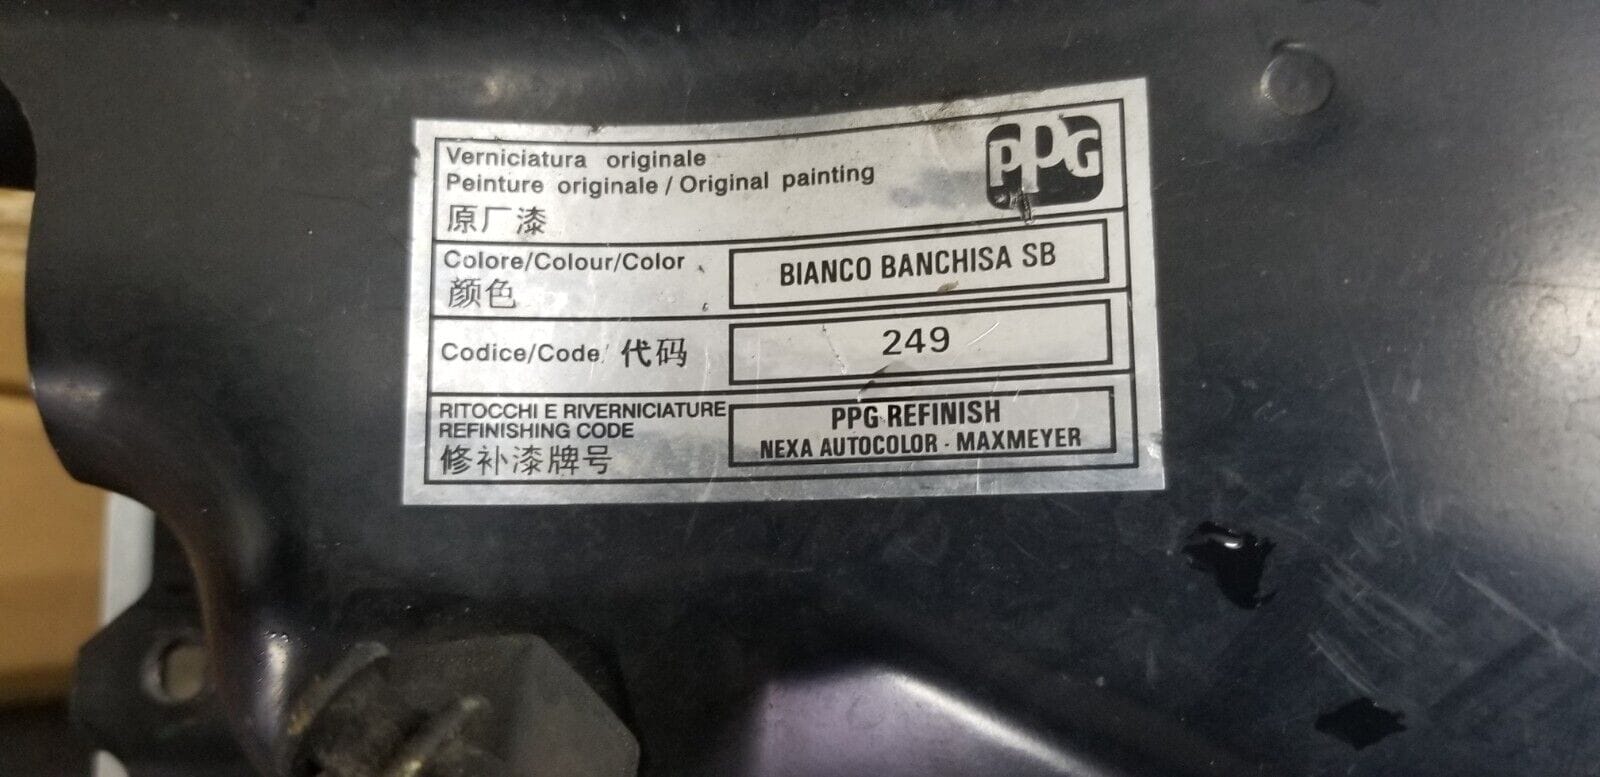 Verniciatura originale
Peinture originale / Original painting
原厂漆
PPG
Colore/Colour/Color
颜色
BIANCO BANCHISA SB
Codice/Code/ 代码
249
RITOCCHI E RIVERNICIATURE
REFINISHING CODE
修补漆牌号
PPG REFINISH
NEXA AUTOCOLOR - MAXMEYER